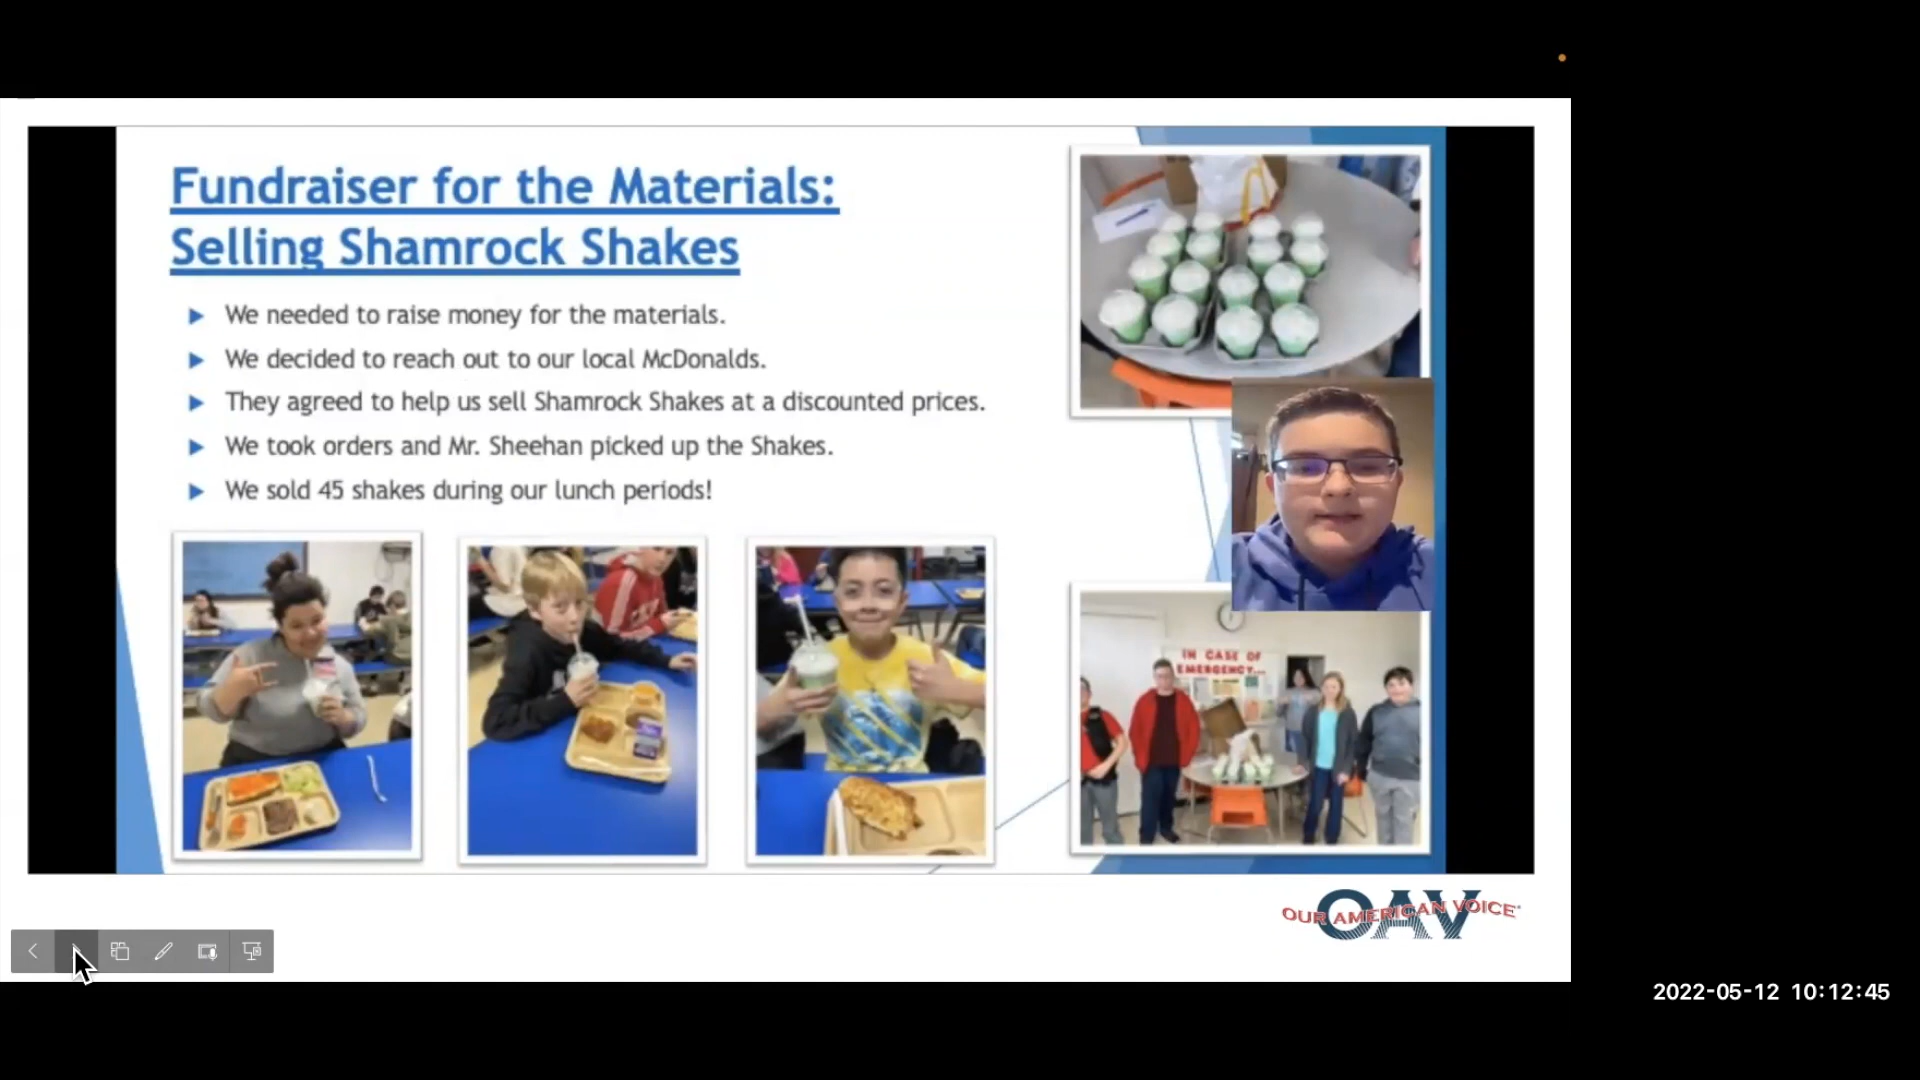 Fundraiser for the Materials:
Selling Shamrock Shakes
We needed to raise money for the materials.
We decided to reach out to our local McDonalds.
They agreed to help us sell Shamrock Shakes at a discounted prices.
We took orders and Mr. Sheehan picked up the Shakes.
We sold 45 shakes during our lunch periods!
IN CASE OF
EMERGENCY...
OAV
OUR AMERICAN VOICE
2022-05-12 10:12:45